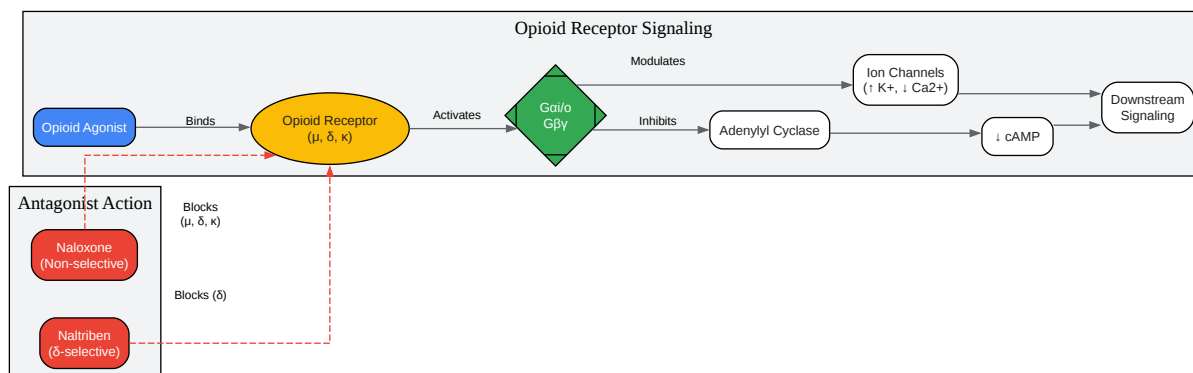 Opioid Receptor Signaling
Modulates
Ion Channels
(↑ K+, ↓ Ca2+)
Opioid Agonist
Binds
Opioid Receptor
(μ, δ, κ)
Activates
Gαi/o
Gβγ
Inhibits
Adenylyl Cyclase
↓ cAMP
Downstream
Signaling
Antagonist Action
Blocks
(μ, δ, κ)
Naloxone
(Non-selective)
Blocks (δ)
Naltriben
(δ-selective)